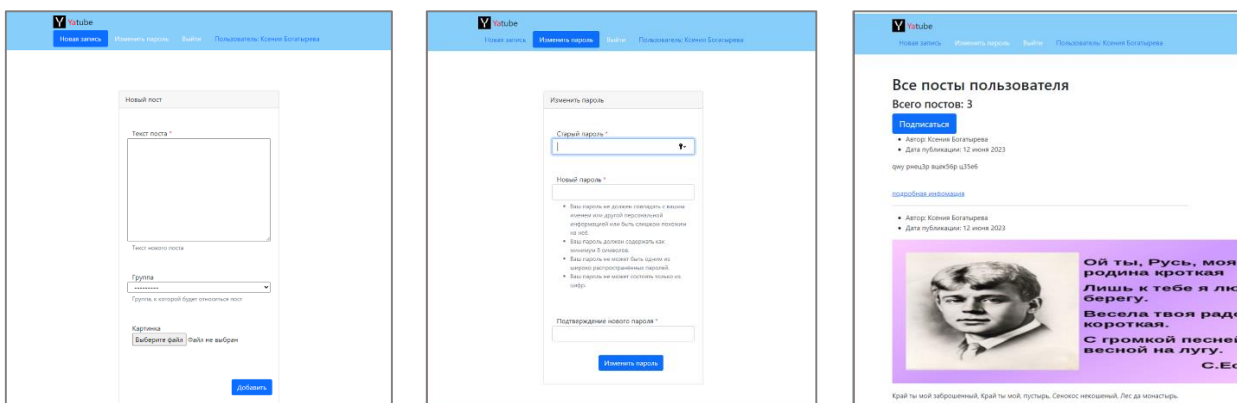 Yatube
Новая запись Изменить пароль Выйти Пользователь: Ксения Богатырева
Новый пост
Текст поста *
Текст нового поста
Группа
---------
Группа, к которой будет относиться пост
Картинка
Выберите файл Файл не выбран
Добавить
Yatube
Новая запись Изменить пароль Выйти Пользователь: Ксения Богатырева
Изменить пароль
Старый пароль *
Новый пароль *
Ваш пароль не должен совпадать с вашим
именем или другой персональной
информацией или быть слишком похожим
на неё.
Ваш пароль должен содержать как
минимум 8 символов.
Ваш пароль не может быть одним из
широко распространённых паролей.
Ваш пароль не может состоять только из
цифр.
Подтверждение нового пароля *
Изменить пароль
Yatube
Новая запись Изменить пароль Выйти Пользователь: Ксения Богатырева
Все посты пользователя
Всего постов: 3
Подписаться
Автор: Ксения Богатырева
Дата публикации: 12 июня 2023
подробная
Автор: Ксения Богатырева
Дата публикации: 12 июня 2023
Ой ты, Русь, моя
родина кроткая
Лишь к тебе я лю
берегу.
Весела твоя радо
короткая.
С громкой песней
весной на лугу.
С.Ес
Край ты мой заброшенный, Край ты мой, пустырь, Сенокос некошеный, Лес да монастырь.